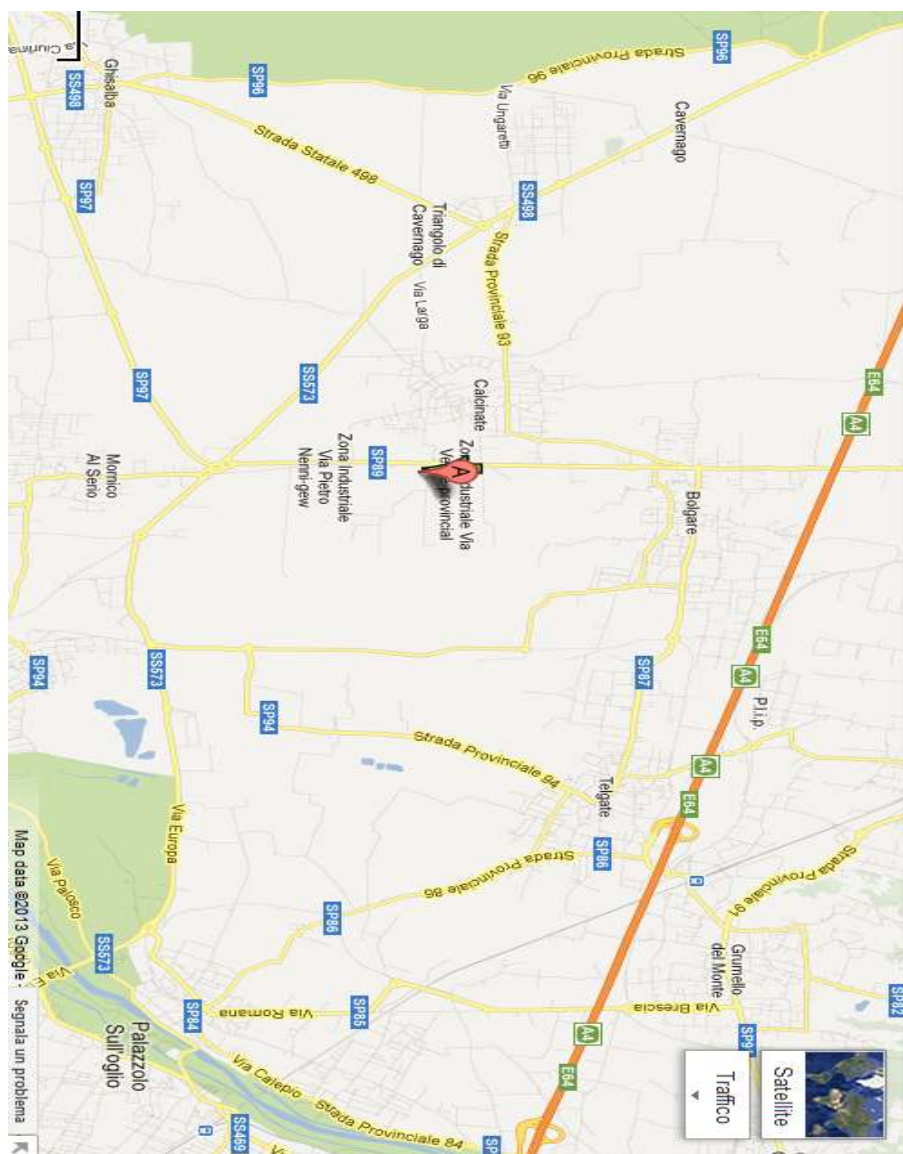 SP96
Strada Provinciale 96
SP96
Via Ungaretti
Cavernago
Ghisalba
SS498
Strada Statale 498
SS498
Triangolo di
Cavernago
Via Larga
Strada Provinciale 93
SP97
SP97
SS573
Calcinate
E64
A4
Mornico
Al Serio
Zona Industriale
Via Pietro
Nenni-gew
SP89
A
Bolgare
E64
A4
P.I.i.p.
SP94
SS573
SP94
Strada Provinciale 94
SP87
Telgate
A4
E64
Via Europa
Strada Provinciale 86
SP86
SP86
Strada Provinciale 91
Grumello
del Monte
SP82
Via Palosco
SS573
SP84
Via Romana
SP85
Via Brescia
A4
E64
Palazzolo
Sull'oglio
Via Calepio
Strada Provinciale 84
SS469
Satellite
Traffico
Map data ©2013 Google -
Segnala un problema